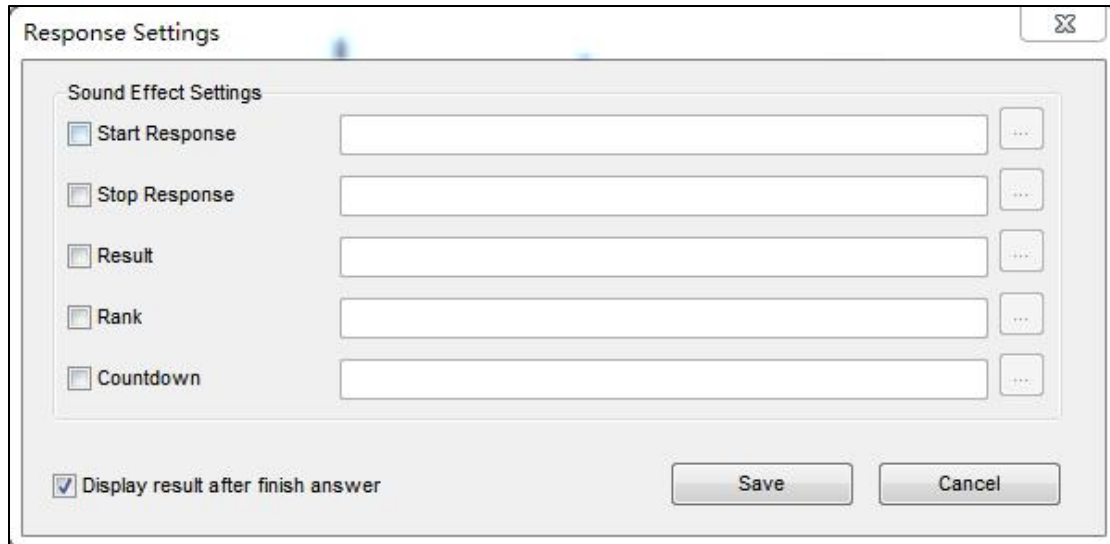 Response Settings
Sound Effect Settings
Start Response
...
Stop Response
...
Result
...
Rank
...
Countdown
...
Display result after finish answer
Save
Cancel